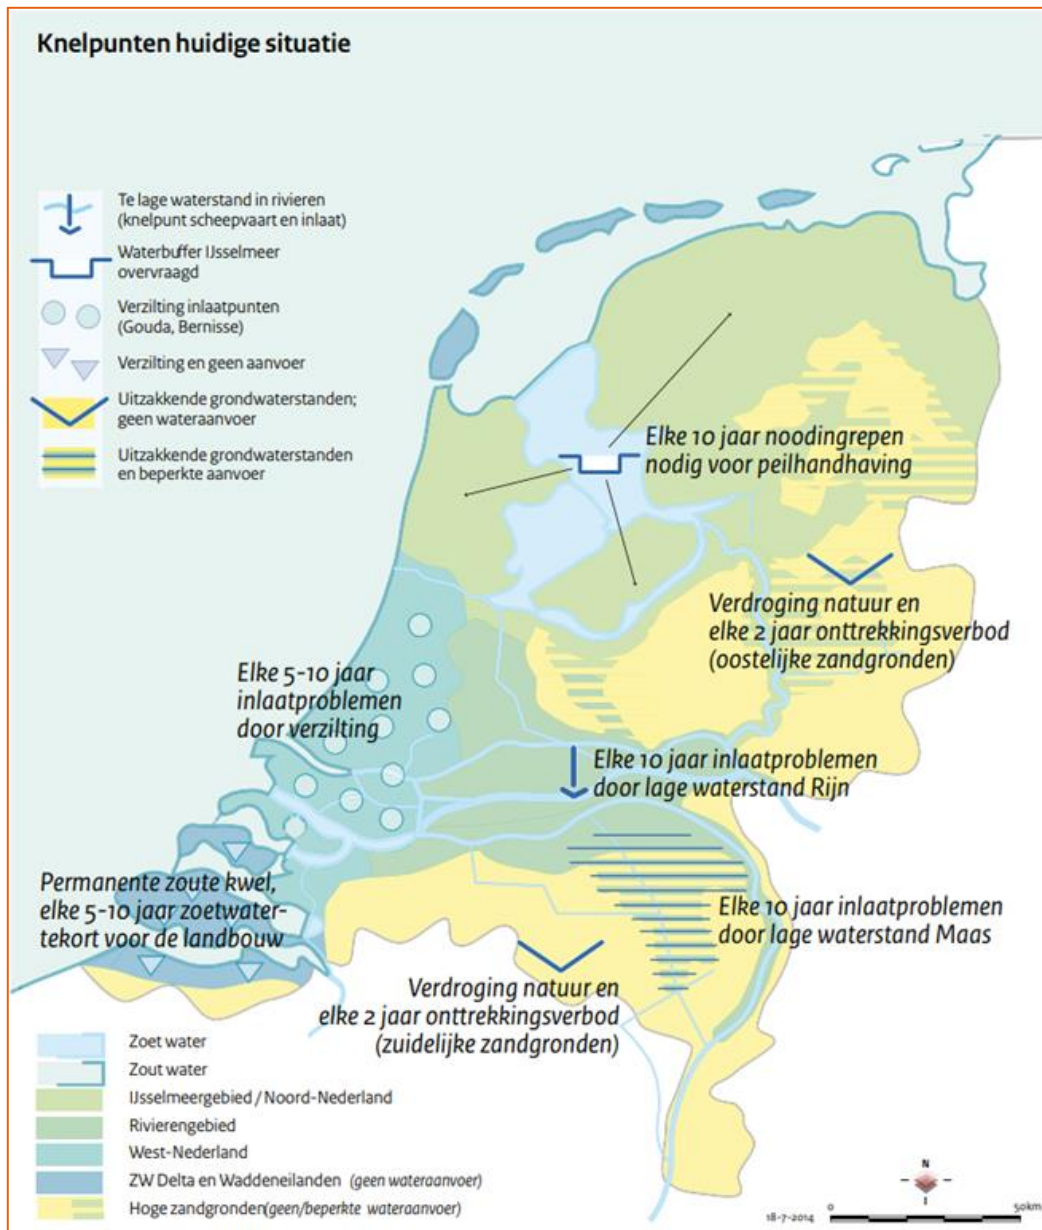 Knelpunten huidige situatie
Te lage waterstand in rivieren
(knelpunt scheepvaart en inlaat)
Waterbuffer IJsselmeer
overvraagd
Verzilting inlaatpunten
(Gouda, Bernisse)
Verzilting en geen aanvoer
Uitzakkende grondwaterstanden;
geen wateraanvoer
Uitzakkende grondwaterstanden
en beperkte aanvoer
Elke 10 jaar noodingrepen
nodig voor peilhandhaving
Verdroging natuur en
elke 2 jaar onttrekkingsverbod
(oostelijke zandgronden)
Elke 5-10 jaar
inlaatproblemen
door verzilting
Elke 10 jaar inlaatproblemen
door lage waterstand Rijn
Permanente zoute kwel,
elke 5-10 jaar zoetwater-
tekort voor de landbouw
Elke 10 jaar inlaatproblemen
door lage waterstand Maas
Verdroging natuur en
elke 2 jaar onttrekkingsverbod
(zuidelijke zandgronden)
Zoet water
Zout water
IJsselmeergebied / Noord-Nederland
Rivierengebied
West-Nederland
ZW Delta en Waddeneilanden (geen wateraanvoer)
Hoge zandgronden(geen/beperkte wateraanvoer)
N
18-7-2014
0 50km